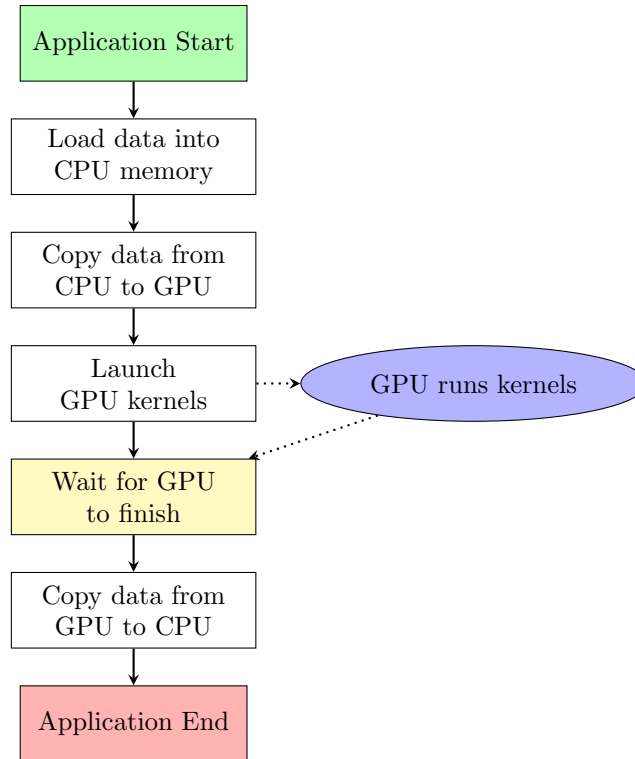 Application Start
Load data into
CPU memory
Copy data from
CPU to GPU
Launch
GPU kernels
GPU runs kernels
Wait for GPU
to finish
Copy data from
GPU to CPU
Application End